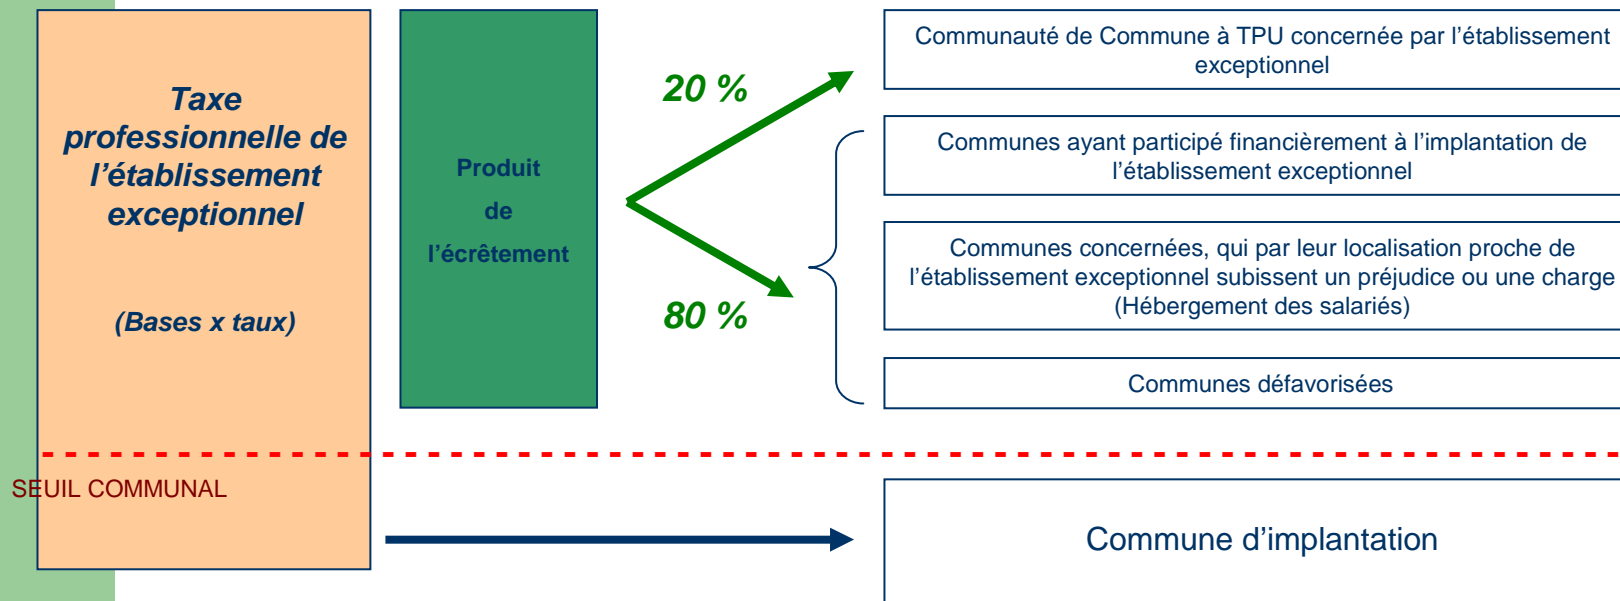 Taxe
professionnelle de
l’établissement
exceptionnel
(Bases x taux)
Produit
de
l’écrêtement
20 %
80 %
Communauté de Commune à TPU concernée par l’établissement
exceptionnel
Communes ayant participé financièrement à l’implantation de
l’établissement exceptionnel
Communes concernées, qui par leur localisation proche de
l’établissement exceptionnel subissent un préjudice ou une charge
(Hébergement des salariés)
Communes défavorisées
SEUIL COMMUNAL
Commune d’implantation